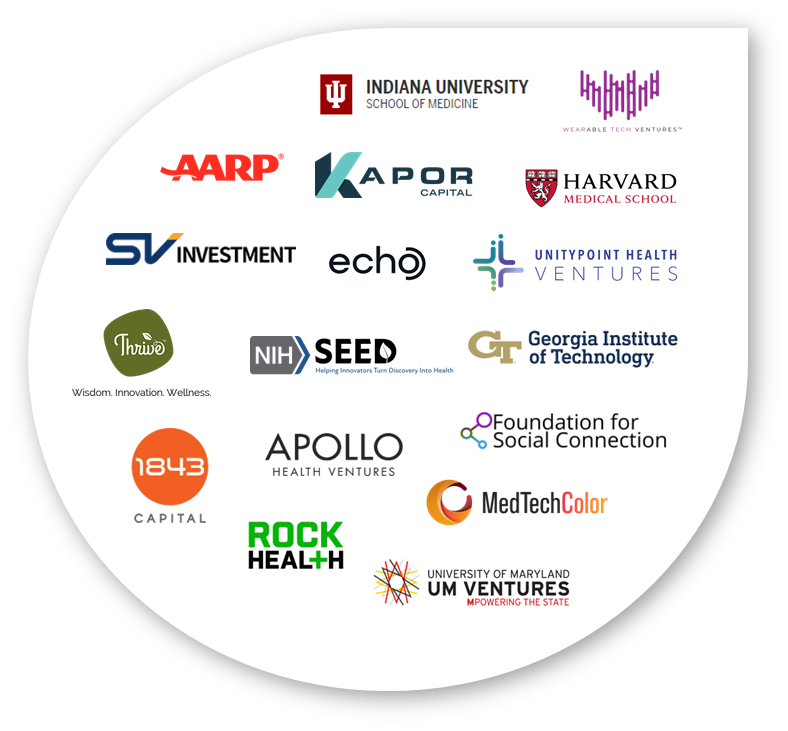 INDIANA UNIVERSITY
SCHOOL OF MEDICINE
WEARABLE TECH VENTURES™
AARP®
KAPOR
CAPITAL
HARVARD
MEDICAL SCHOOL
SV INVESTMENT
echo
UNITYPOINT HEALTH
VENTURES
Thrive
Wisdom. Innovation. Wellness.
NIH SEED
Helping Innovators Turn Discovery Into Health
GT Georgia Institute
of Technology
1843
CAPITAL
APOLLO
HEALTH VENTURES
Foundation for
Social Connection
MedTechColor
ROCK
HEALTH
UNIVERSITY OF MARYLAND
UM VENTURES
MPOWERING THE STATE